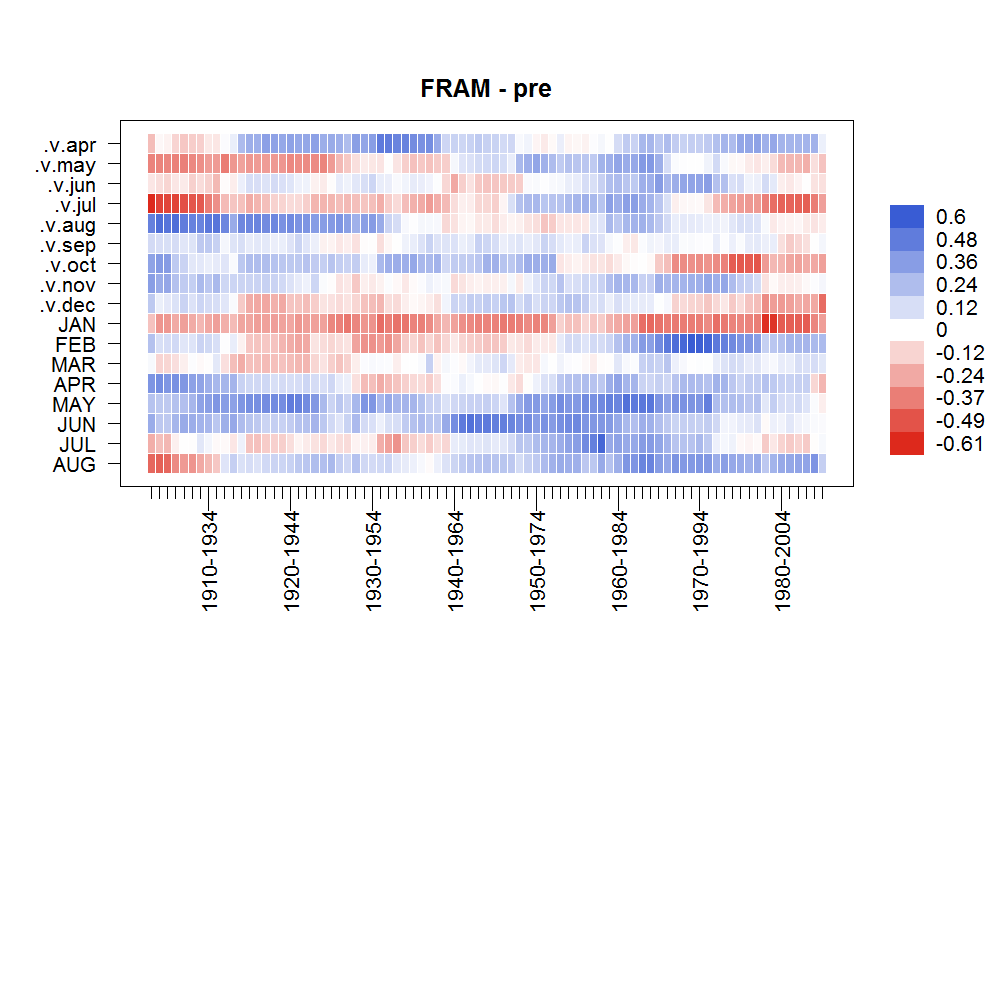 FRAM - pre
.v.apr
.v.may
.v.jun
.v.jul
.v.aug
.v.sep
.v.oct
.v.nov
.v.dec
JAN
FEB
MAR
APR
MAY
JUN
JUL
AUG
0.6
0.48
0.36
0.24
0.12
0
-0.12
-0.24
-0.37
-0.49
-0.61
1910-1934
1920-1944
1930-1954
1940-1964
1950-1974
1960-1984
1970-1994
1980-2004